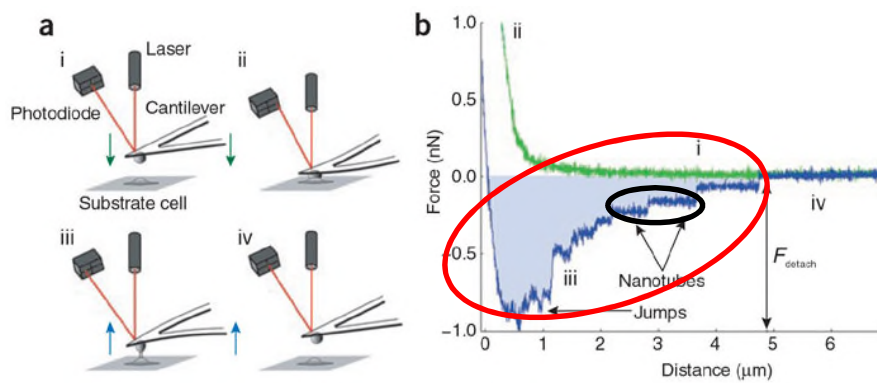 a
i
Laser
ii
Photodiode
Cantilever
Substrate cell
iii
iv
b
1.0
0.5
0.0
−0.5
−1.0
Force (nN)
ii
i
iv
iii
Nanotubes
Jumps
Fdetach
0 1 2 3 4 5 6
Distance (μm)